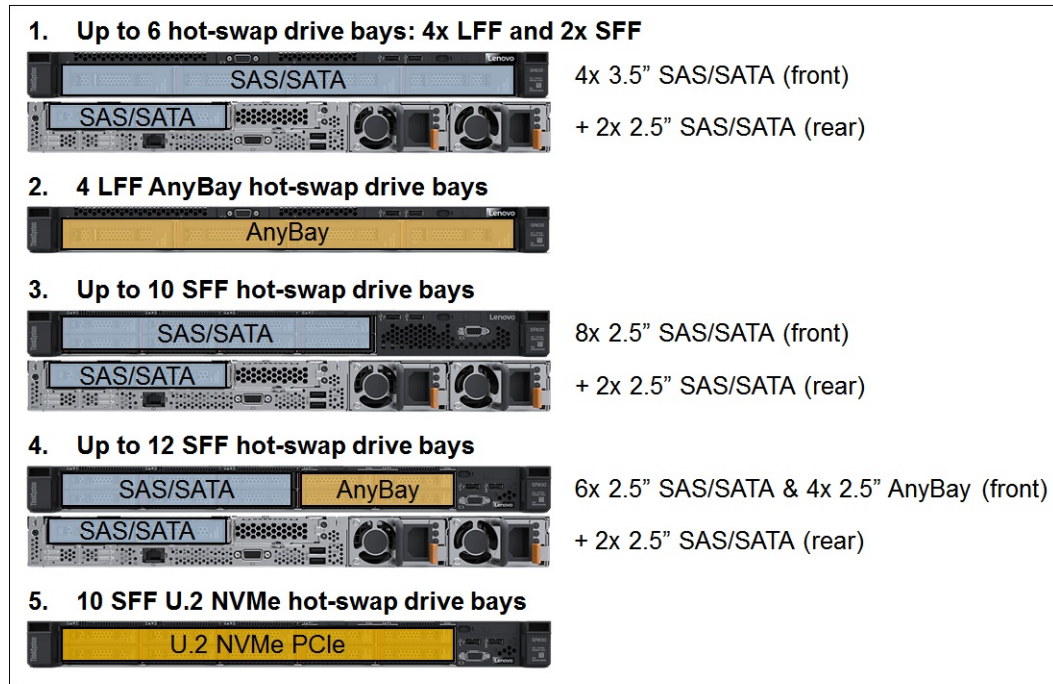 1. Up to 6 hot-swap drive bays: 4x LFF and 2x SFF
Lenovo
SAS/SATA
4x 3.5” SAS/SATA (front)
SAS/SATA
+ 2x 2.5” SAS/SATA (rear)
2. 4 LFF AnyBay hot-swap drive bays
Lenovo
AnyBay
3. Up to 10 SFF hot-swap drive bays
Lenovo
SAS/SATA
8x 2.5” SAS/SATA (front)
SAS/SATA
+ 2x 2.5” SAS/SATA (rear)
4. Up to 12 SFF hot-swap drive bays
SAS/SATA
AnyBay
6x 2.5” SAS/SATA & 4x 2.5” AnyBay (front)
Lenovo
SAS/SATA
+ 2x 2.5” SAS/SATA (rear)
5. 10 SFF U.2 NVMe hot-swap drive bays
U.2 NVMe PCIe
Lenovo